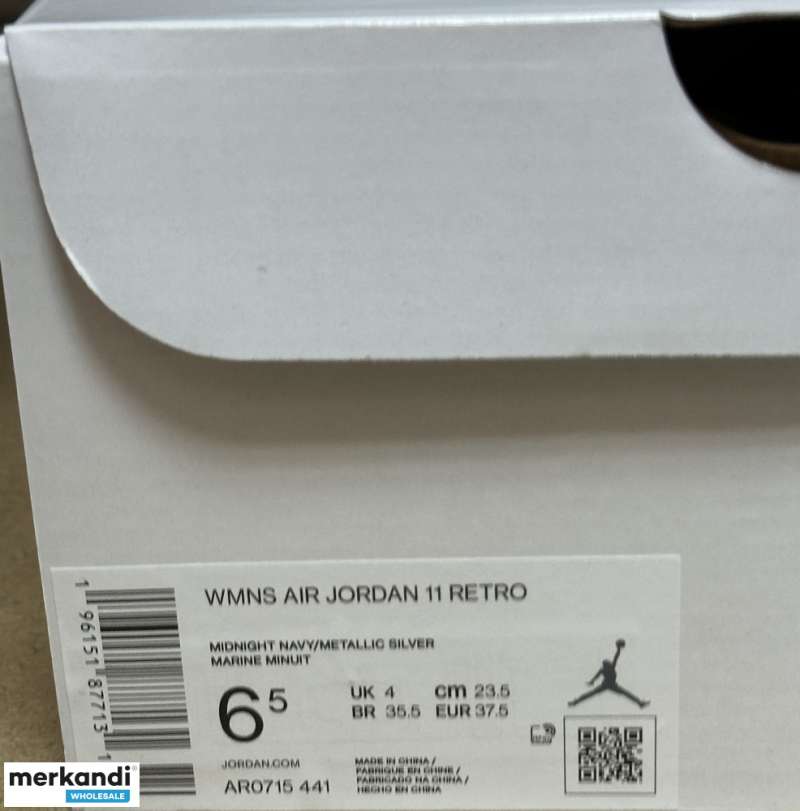 WMNS AIR JORDAN 11 RETRO
MIDNIGHT NAVY/METALLIC SILVER
MARINE MINUIT
6 5
UK 4 cm 23.5
BR 35.5 EUR 37.5
JORDAN.COM
AR0715 441
MADE IN CHINA /
FABRIQUE EN CHINE /
FABRICADO NA CHINA /
HECHO EN CHINA
1 96151 87713 1
merkandi
WHOLESALE